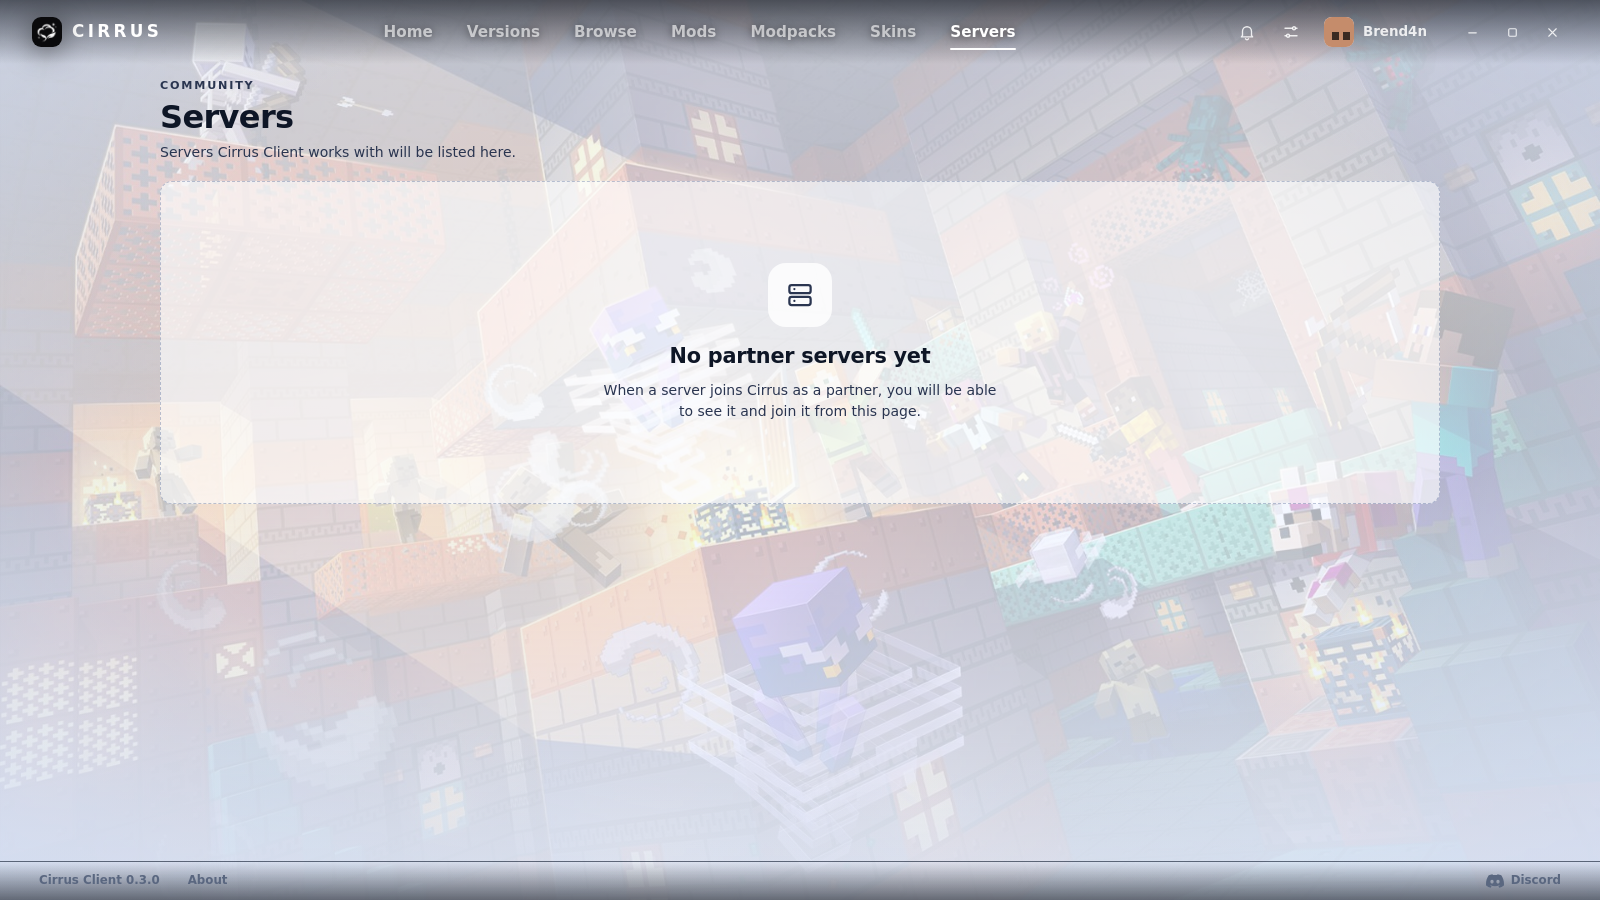 CIRRUS
Home Versions Browse Mods Modpacks Skins Servers
Brend4n
COMMUNITY
Servers
Servers Cirrus Client works with will be listed here.
No partner servers yet
When a server joins Cirrus as a partner, you will be able
to see it and join it from this page.
Cirrus Client 0.3.0 About
Discord